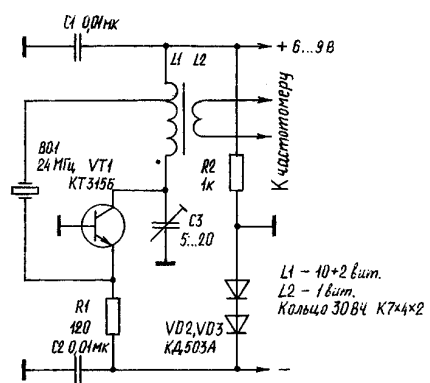 C1 0,01мк
+ 6...9В
L1 L2
К частотомеру
BQ1
24 МГц
VT1
КТ315Б
R2
1к
C3
5...20
R1
120
L1 - 10+2 вит.
L2 - 1 вит.
Кольцо 30ВЧ К7×4×2
VD2, VD3
КД503А
C2 0,01мк
-